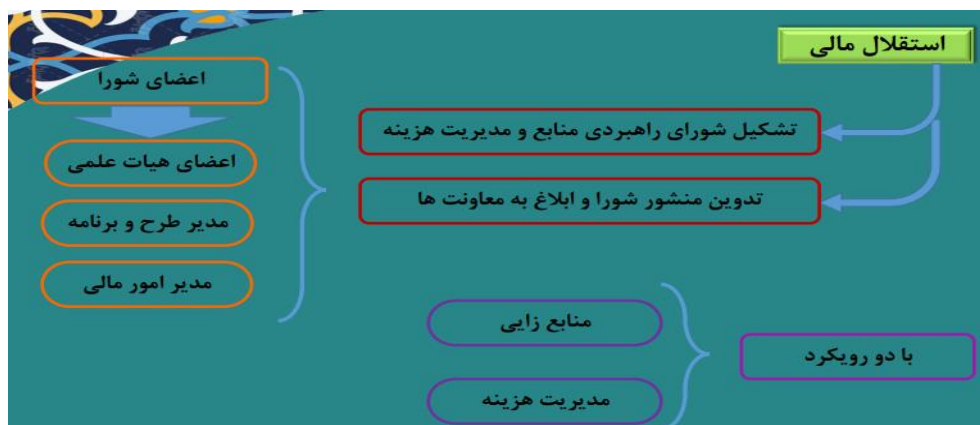 استقلال مالی
تشکیل شورای راهبردی منابع و مدیریت هزینه
تدوین منشور شورا و ابلاغ به معاونت ها
اعضای شورا
اعضای هیات علمی
مدیر طرح و برنامه
مدیر امور مالی
با دو رویکرد
منابع زایی
مدیریت هزینه